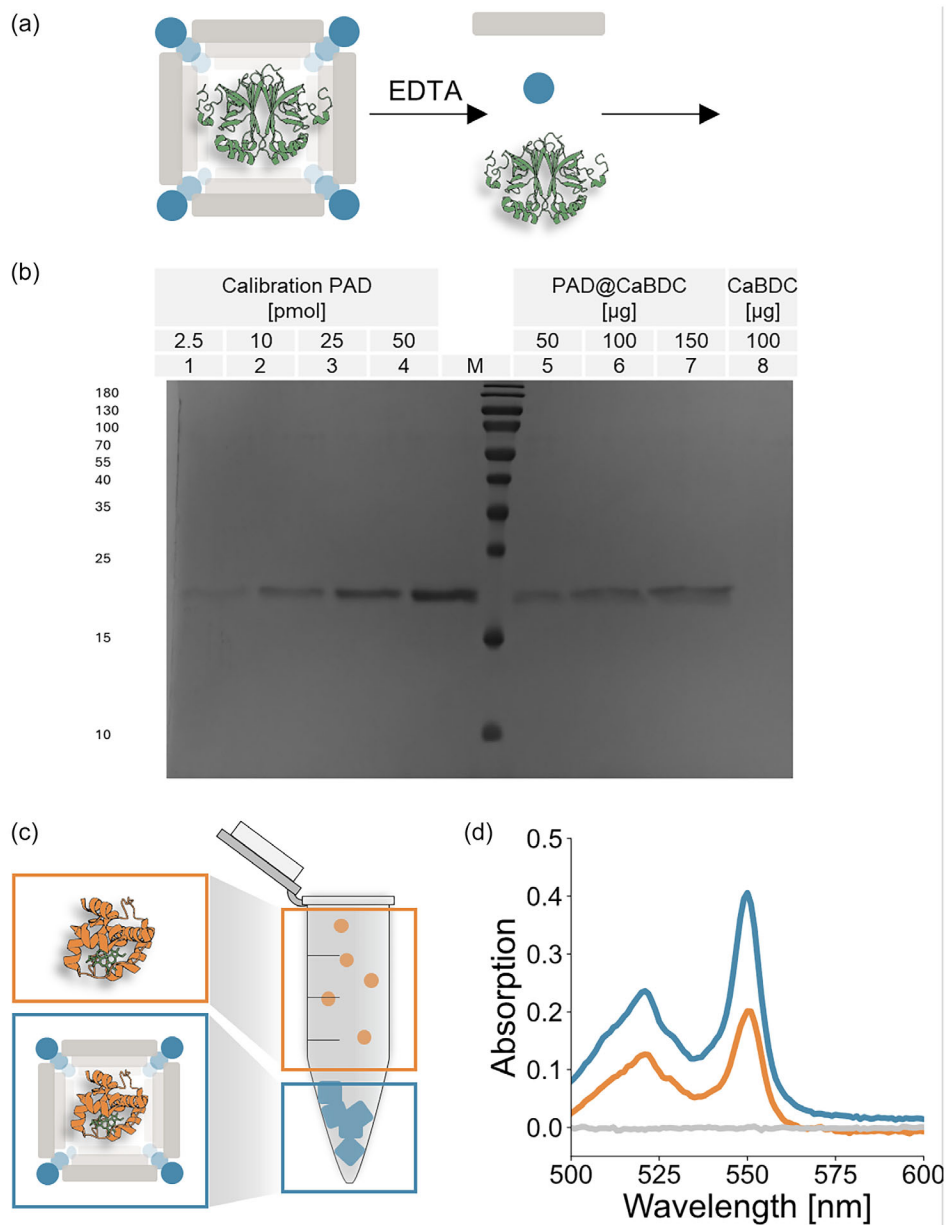 (a)
EDTA
(b)
Calibration PAD
[pmol]
PAD@CaBDC
[µg]
CaBDC
[µg]
2.5 10 25 50 50 100 150 100
1 2 3 4 M 5 6 7 8
180
130
100
70
55
40
35
25
15
10
(c)
(d)
0.5
0.4
0.3
0.2
0.1
0.0
Absorption
500 525 550 575 600
Wavelength [nm]